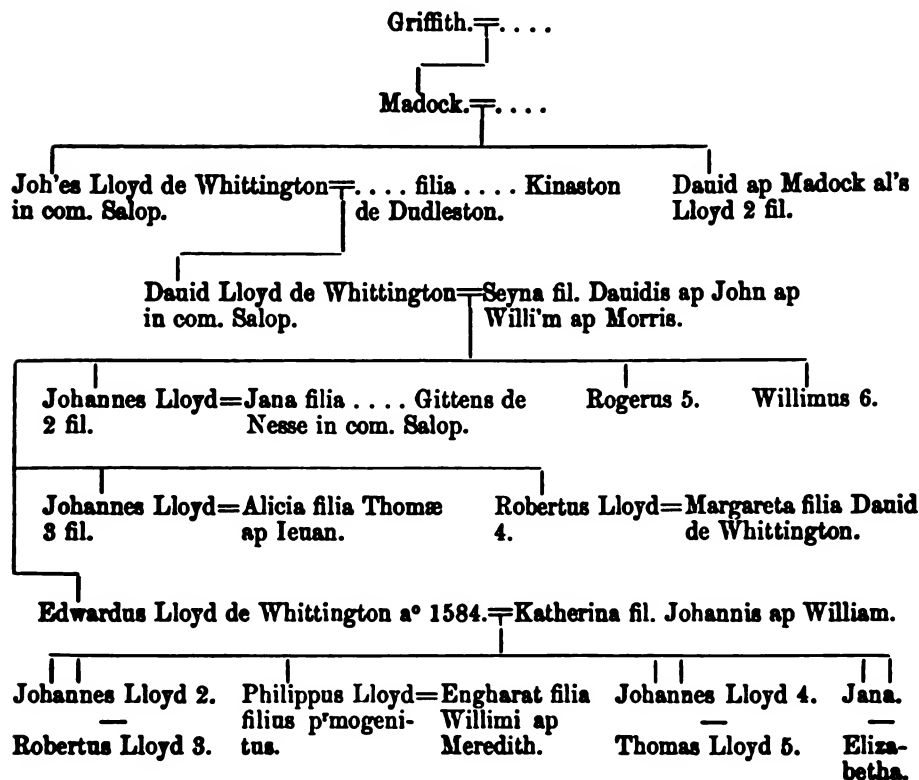 Griffith.=. . . .
Madock.=. . . .
Joh'es Lloyd de Whittington=. . . . filia . . . . Kinaston
in com. Salop. de Dudleston.
Dauid ap Madock al's
Lloyd 2 fil.
Dauid Lloyd de Whittington=Seyna fil. Dauidis ap John ap
in com. Salop. Willi'm ap Morris.
Johannes Lloyd=Jana filia . . . . Gittens de
2 fil. Nesse in com. Salop.
Rogerus 5.
Willimus 6.
Johannes Lloyd=Alicia filia Thomæ
3 fil. ap Ieuan.
Robertus Lloyd=Margareta filia Dauid
4. de Whittington.
Edwardus Lloyd de Whittington aº 1584.=Katherina fil. Johannis ap William.
Johannes Lloyd 2.
—
Robertus Lloyd 3.
Philippus Lloyd=Engharat filia
filius pʳmogeni- Willimi ap
tus. Meredith.
Johannes Lloyd 4.
—
Thomas Lloyd 5.
Jana.
—
Eliza-
betha.